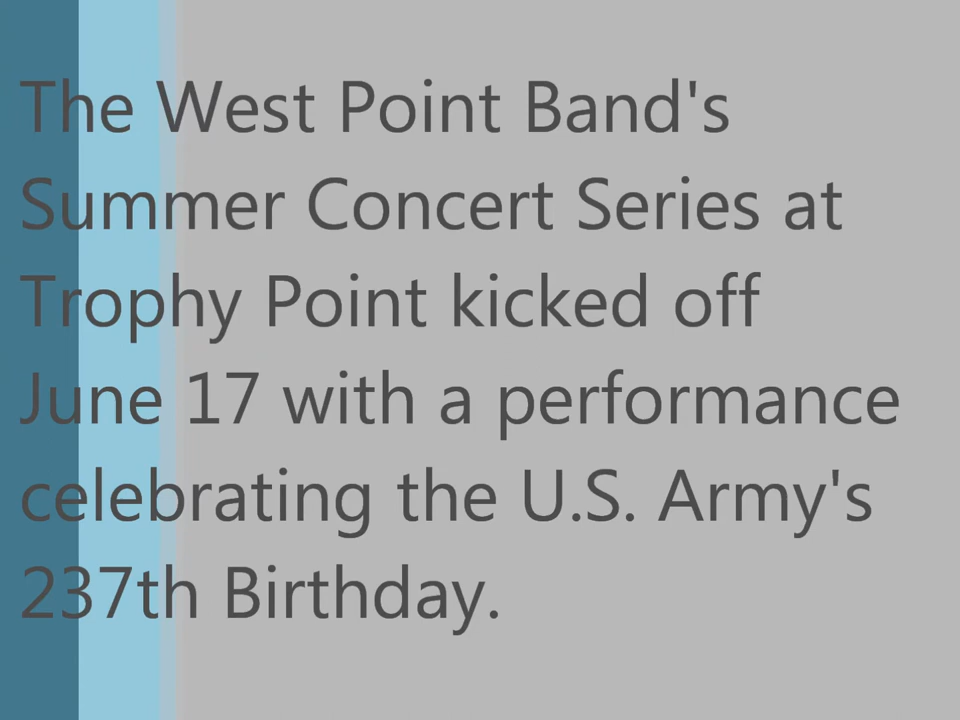 The West Point Band's
Summer Concert Series at
Trophy Point kicked off
June 17 with a performance
celebrating the U.S. Army's
237th Birthday.